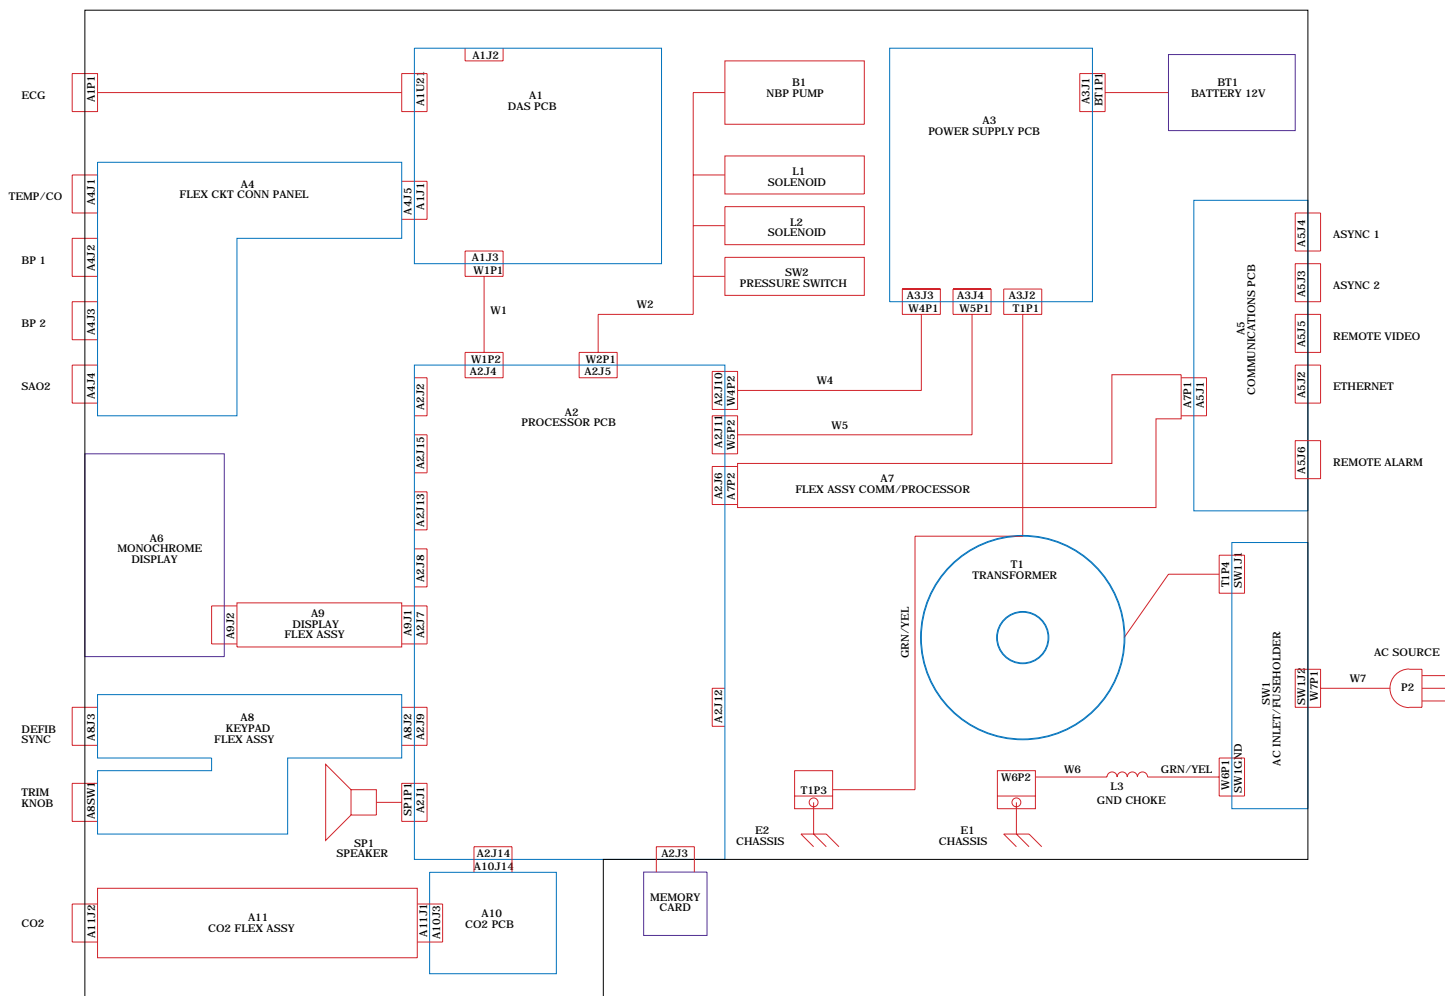 A1J2
ECG
A1P1
A1U21
A1
DAS PCB
B1
NBP PUMP
A3J1
BT1P1
BT1
BATTERY 12V
A3
POWER SUPPLY PCB
TEMP/CO
A4J1
A4
FLEX CKT CONN PANEL
A4J5
A1J1
L1
SOLENOID
L2
SOLENOID
BP 1
A4J2
A1J3
W1P1
SW2
PRESSURE SWITCH
A5J4
ASYNC 1
A5J3
ASYNC 2
A3J3
W4P1
A3J4
W5P1
A3J2
T1P1
W1
W2
BP 2
A4J3
A5
COMMUNICATIONS PCB
A5J5
REMOTE VIDEO
W1P2
A2J4
W2P1
A2J5
SAO2
A4J4
A2J2
A2J10
W4P2
W4
A7P1
A5J1
A5J2
ETHERNET
A2
PROCESSOR PCB
A2J11
W5P2
W5
A2J15
A5J6
REMOTE ALARM
A2J6
A7P2
A7
FLEX ASSY COMM/PROCESSOR
A2J13
A6
MONOCHROME
DISPLAY
A2J8
T1
TRANSFORMER
T1P4
SW1J1
A9J2
A9
DISPLAY
FLEX ASSY
A9J1
A2J7
GRN/YEL
AC SOURCE
SW1
AC INLET/FUSEHOLDER
SW1J2
W7P1
W7
P2
DEFIB
SYNC
A8J3
A8
KEYPAD
FLEX ASSY
A8J2
A2J9
A2J12
TRIM
KNOB
A8SW1
SP1P1
A2J1
T1P3
W6P2
W6
L3
GND CHOKE
GRN/YEL
W6P1
SW1GND
SP1
SPEAKER
E2
CHASSIS
E1
CHASSIS
A2J14
A10J14
A2J3
MEMORY
CARD
CO2
A11J2
A11
CO2 FLEX ASSY
A11J1
A10J3
A10
CO2 PCB